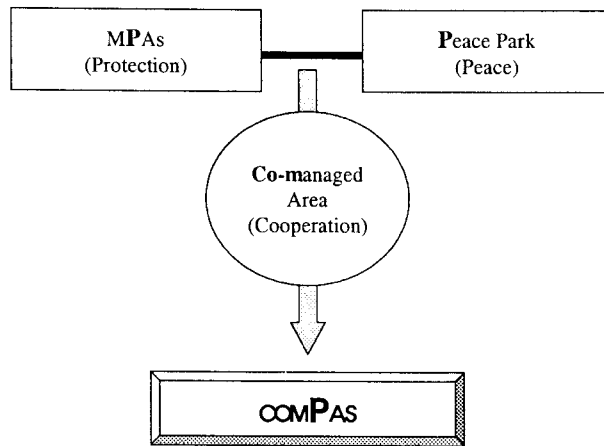 MPAs
(Protection)
Peace Park
(Peace)
Co-managed
Area
(Cooperation)
COMPAS